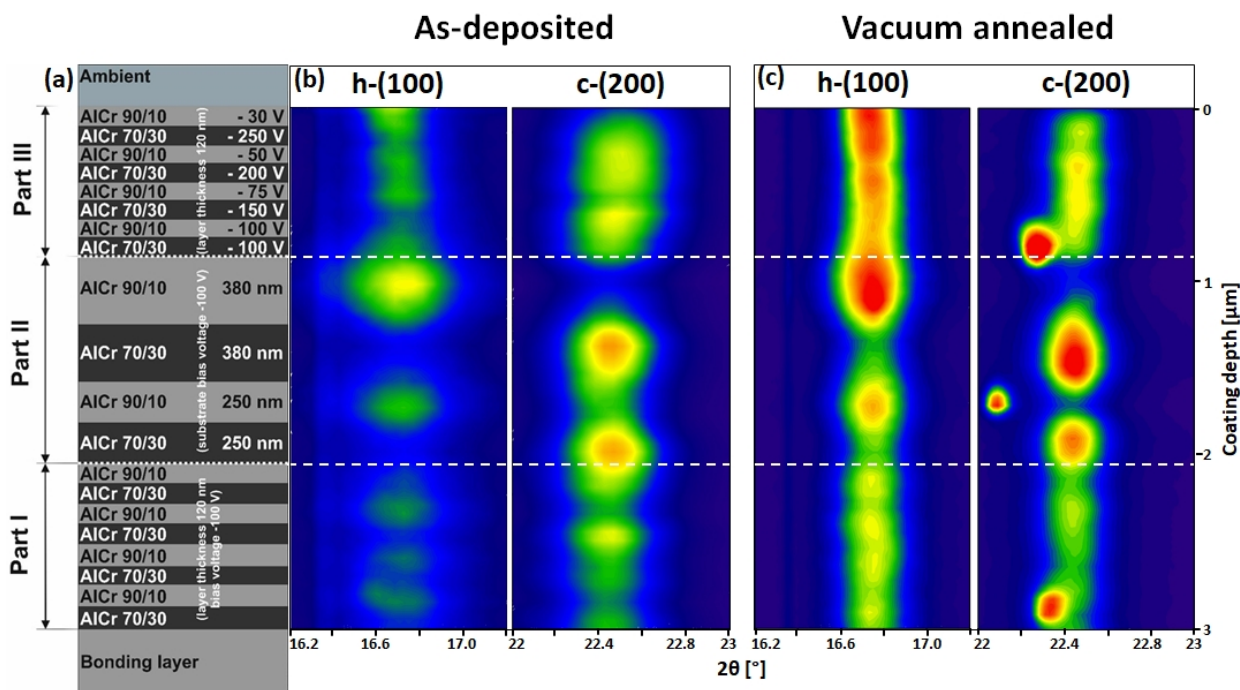 As-deposited
Vacuum annealed
(a)
Ambient
(b)
h-(100)
c-(200)
(c)
h-(100)
c-(200)
Part III
AlCr 90/10 - 30 V
AlCr 70/30 - 250 V
AlCr 90/10 - 50 V
AlCr 70/30 - 200 V
AlCr 90/10 - 75 V
AlCr 70/30 - 150 V
AlCr 90/10 - 100 V
AlCr 70/30 - 100 V
(layer thickness 120 nm)
Part II
AlCr 90/10 380 nm
AlCr 70/30 380 nm
AlCr 90/10 250 nm
AlCr 70/30 250 nm
(substrate bias voltage -100 V)
Part I
AlCr 90/10
AlCr 70/30
AlCr 90/10
AlCr 70/30
AlCr 90/10
AlCr 70/30
AlCr 90/10
AlCr 70/30
(layer thickness 120 nm
bias voltage -100 V)
Bonding layer
0
1
2
3
Coating depth [µm]
16.2 16.6 17.0 22 22.4 22.8 23 16.2 16.6 17.0 22 22.4 22.8 23
2θ [°]